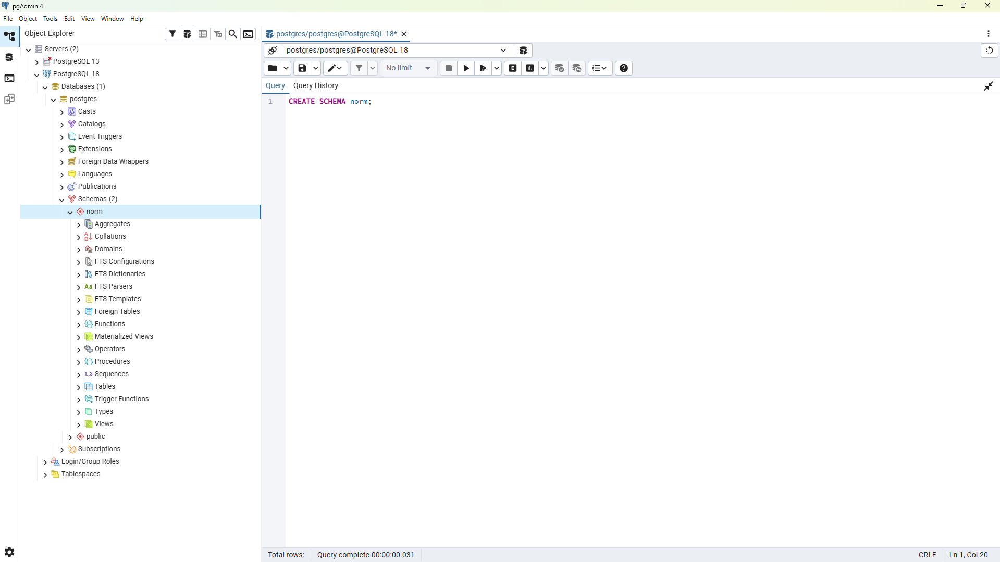 pgAdmin 4
File Object Tools Edit View Window Help
Object Explorer
postgres/postgres@PostgreSQL 18*
Servers (2)
postgres/postgres@PostgreSQL 18
PostgreSQL 13
PostgreSQL 18
No limit
E
Databases (1)
Query Query History
postgres
1 CREATE SCHEMA norm;
Casts
Catalogs
Event Triggers
Extensions
Foreign Data Wrappers
Languages
Publications
Schemas (2)
norm
Aggregates
Collations
Domains
FTS Configurations
FTS Dictionaries
Aa FTS Parsers
FTS Templates
Foreign Tables
Functions
Materialized Views
Operators
Procedures
1..3 Sequences
Tables
Trigger Functions
Types
Views
public
Subscriptions
Login/Group Roles
Tablespaces
Total rows: Query complete 00:00:00.031 CRLF Ln 1, Col 20